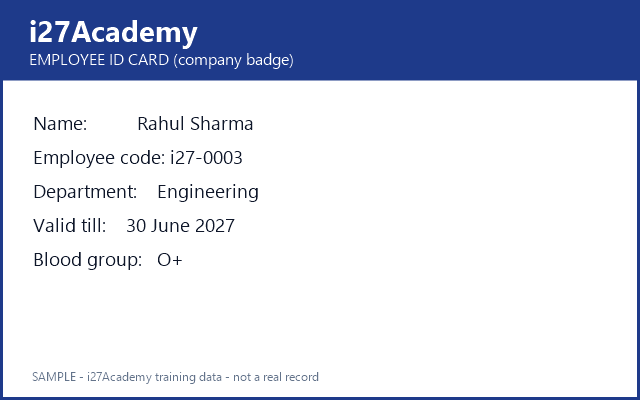 i27Academy
EMPLOYEE ID CARD (company badge)
Name: Rahul Sharma
Employee code: i27-0003
Department: Engineering
Valid till: 30 June 2027
Blood group: O+
SAMPLE - i27Academy training data - not a real record